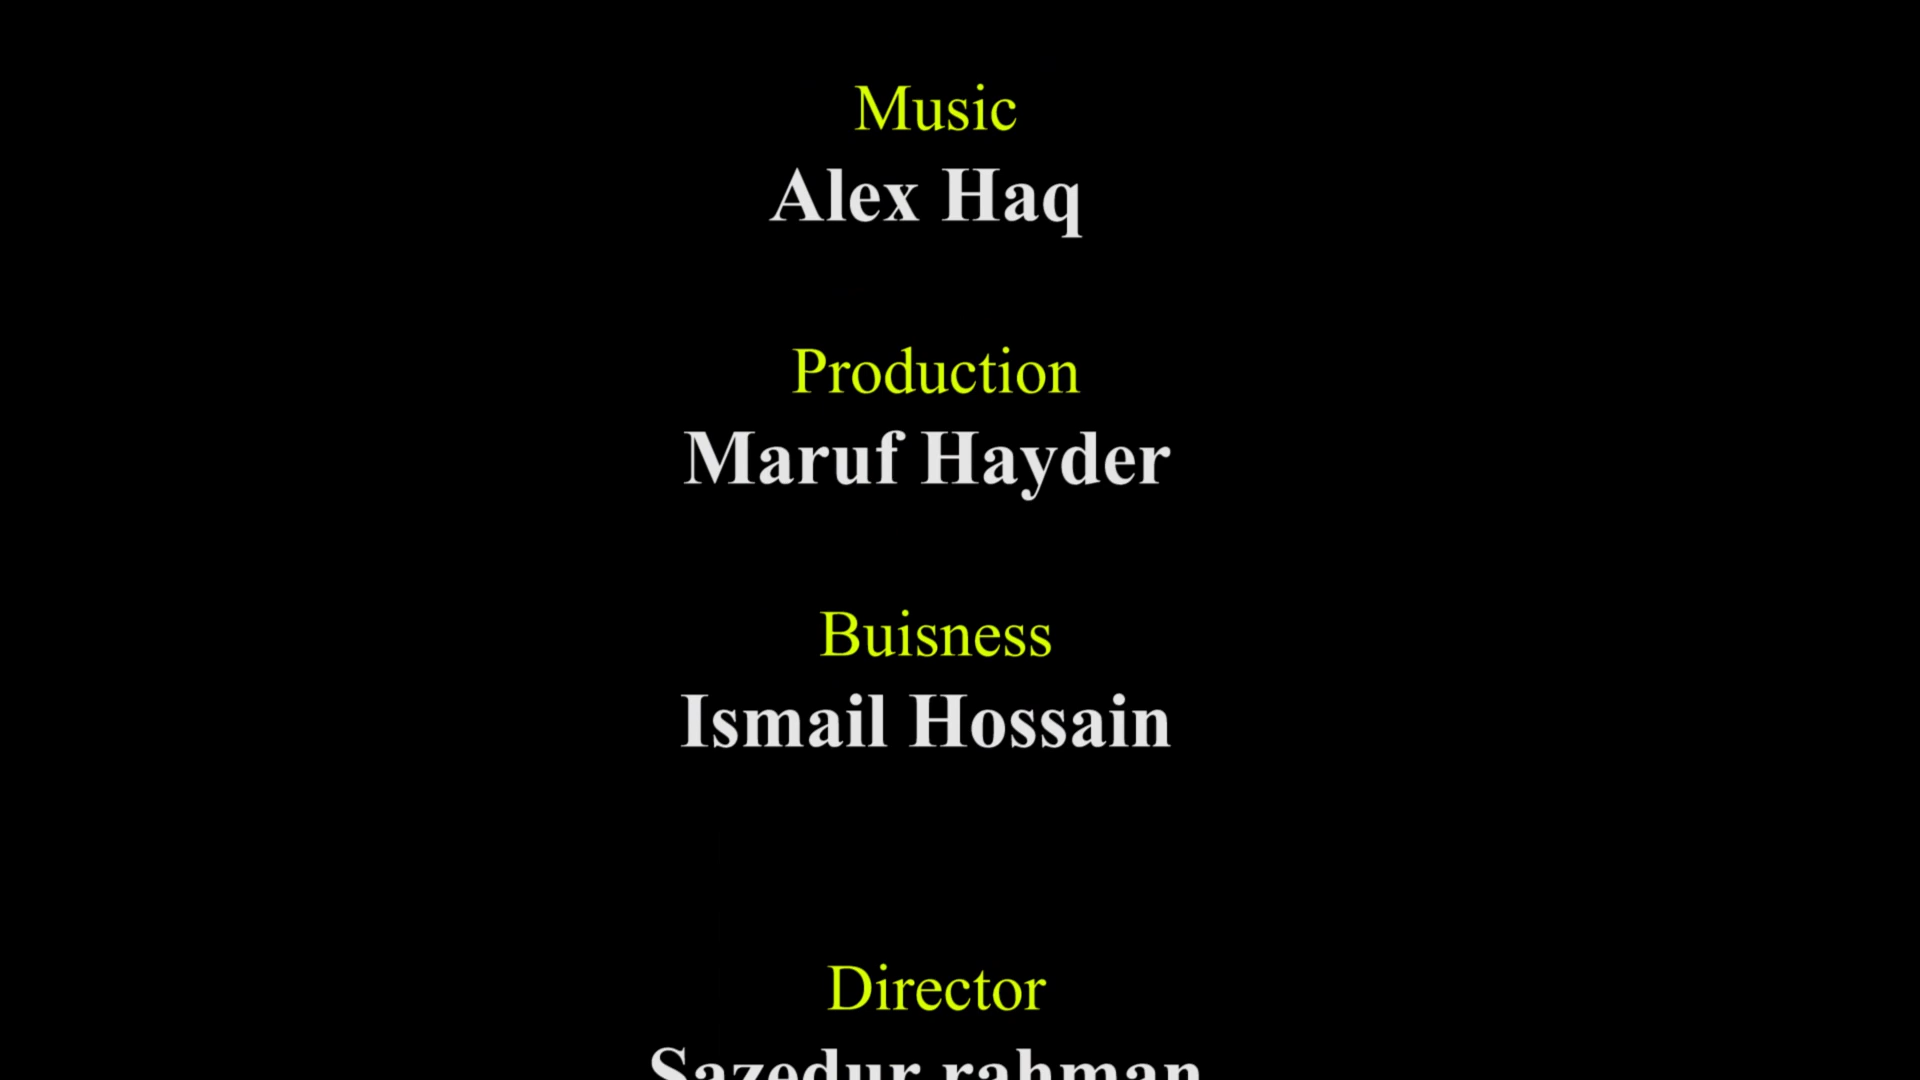 Music
Alex Haq
Production
Maruf Hayder
Buisness
Ismail Hossain
Director
Sazedur rahman